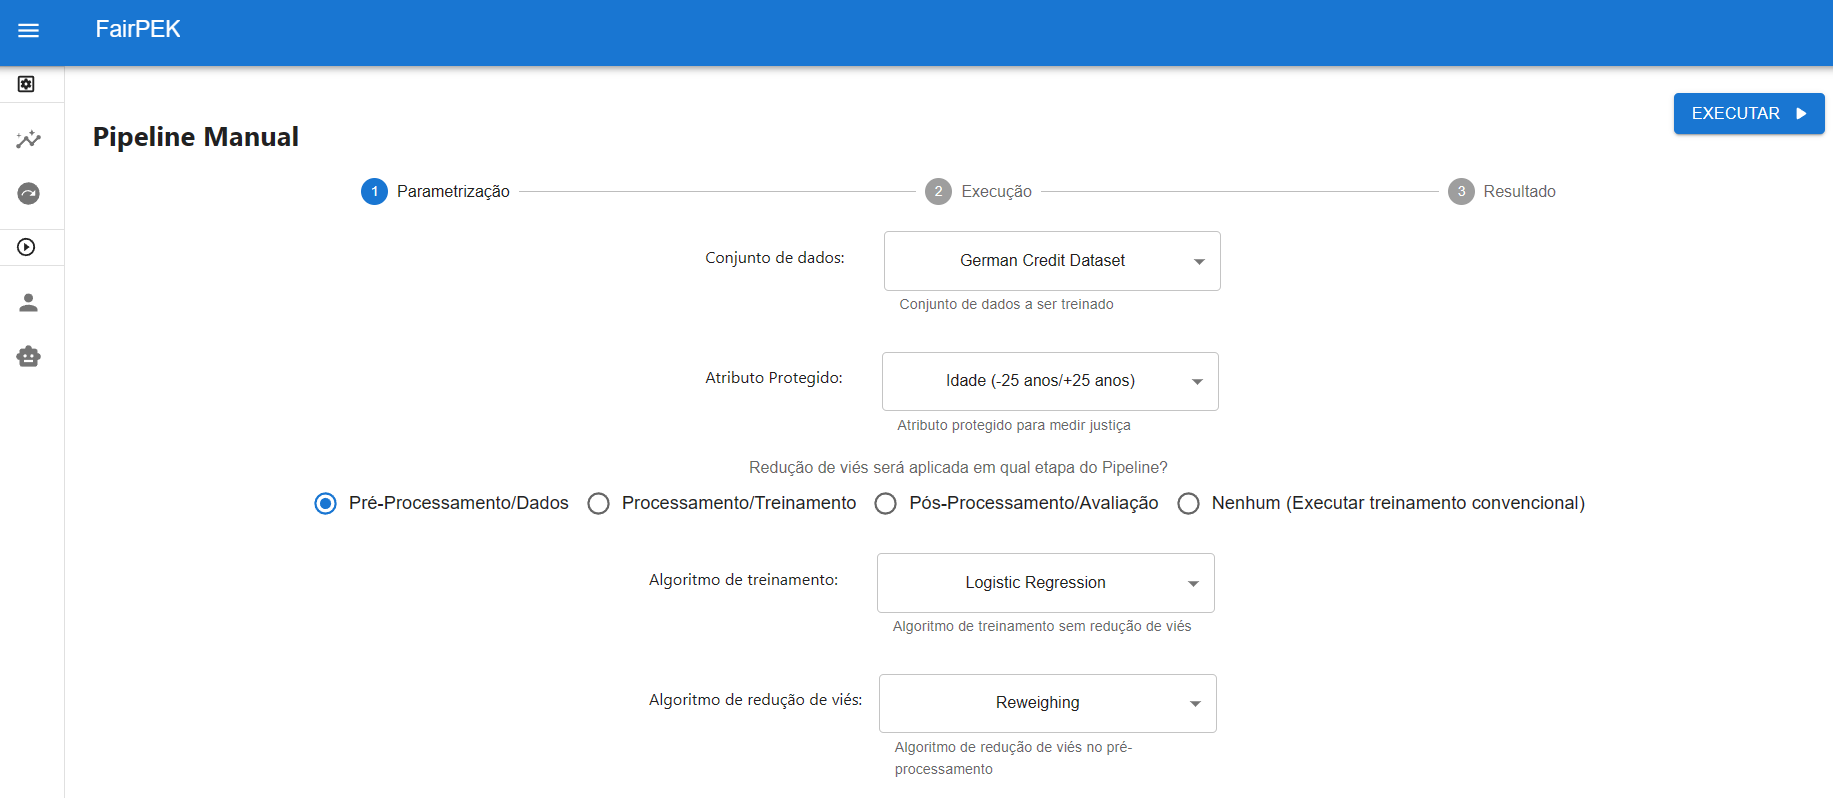 FairPEK
EXECUTAR
Pipeline Manual
1 Parametrização
2 Execução
3 Resultado
Conjunto de dados:
German Credit Dataset
Conjunto de dados a ser treinado
Atributo Protegido:
Idade (-25 anos/+25 anos)
Atributo protegido para medir justiça
Redução de viés será aplicada em qual etapa do Pipeline?
Pré-Processamento/Dados
Processamento/Treinamento
Pós-Processamento/Avaliação
Nenhum (Executar treinamento convencional)
Algoritmo de treinamento:
Logistic Regression
Algoritmo de treinamento sem redução de viés
Algoritmo de redução de viés:
Reweighing
Algoritmo de redução de viés no pré-
processamento